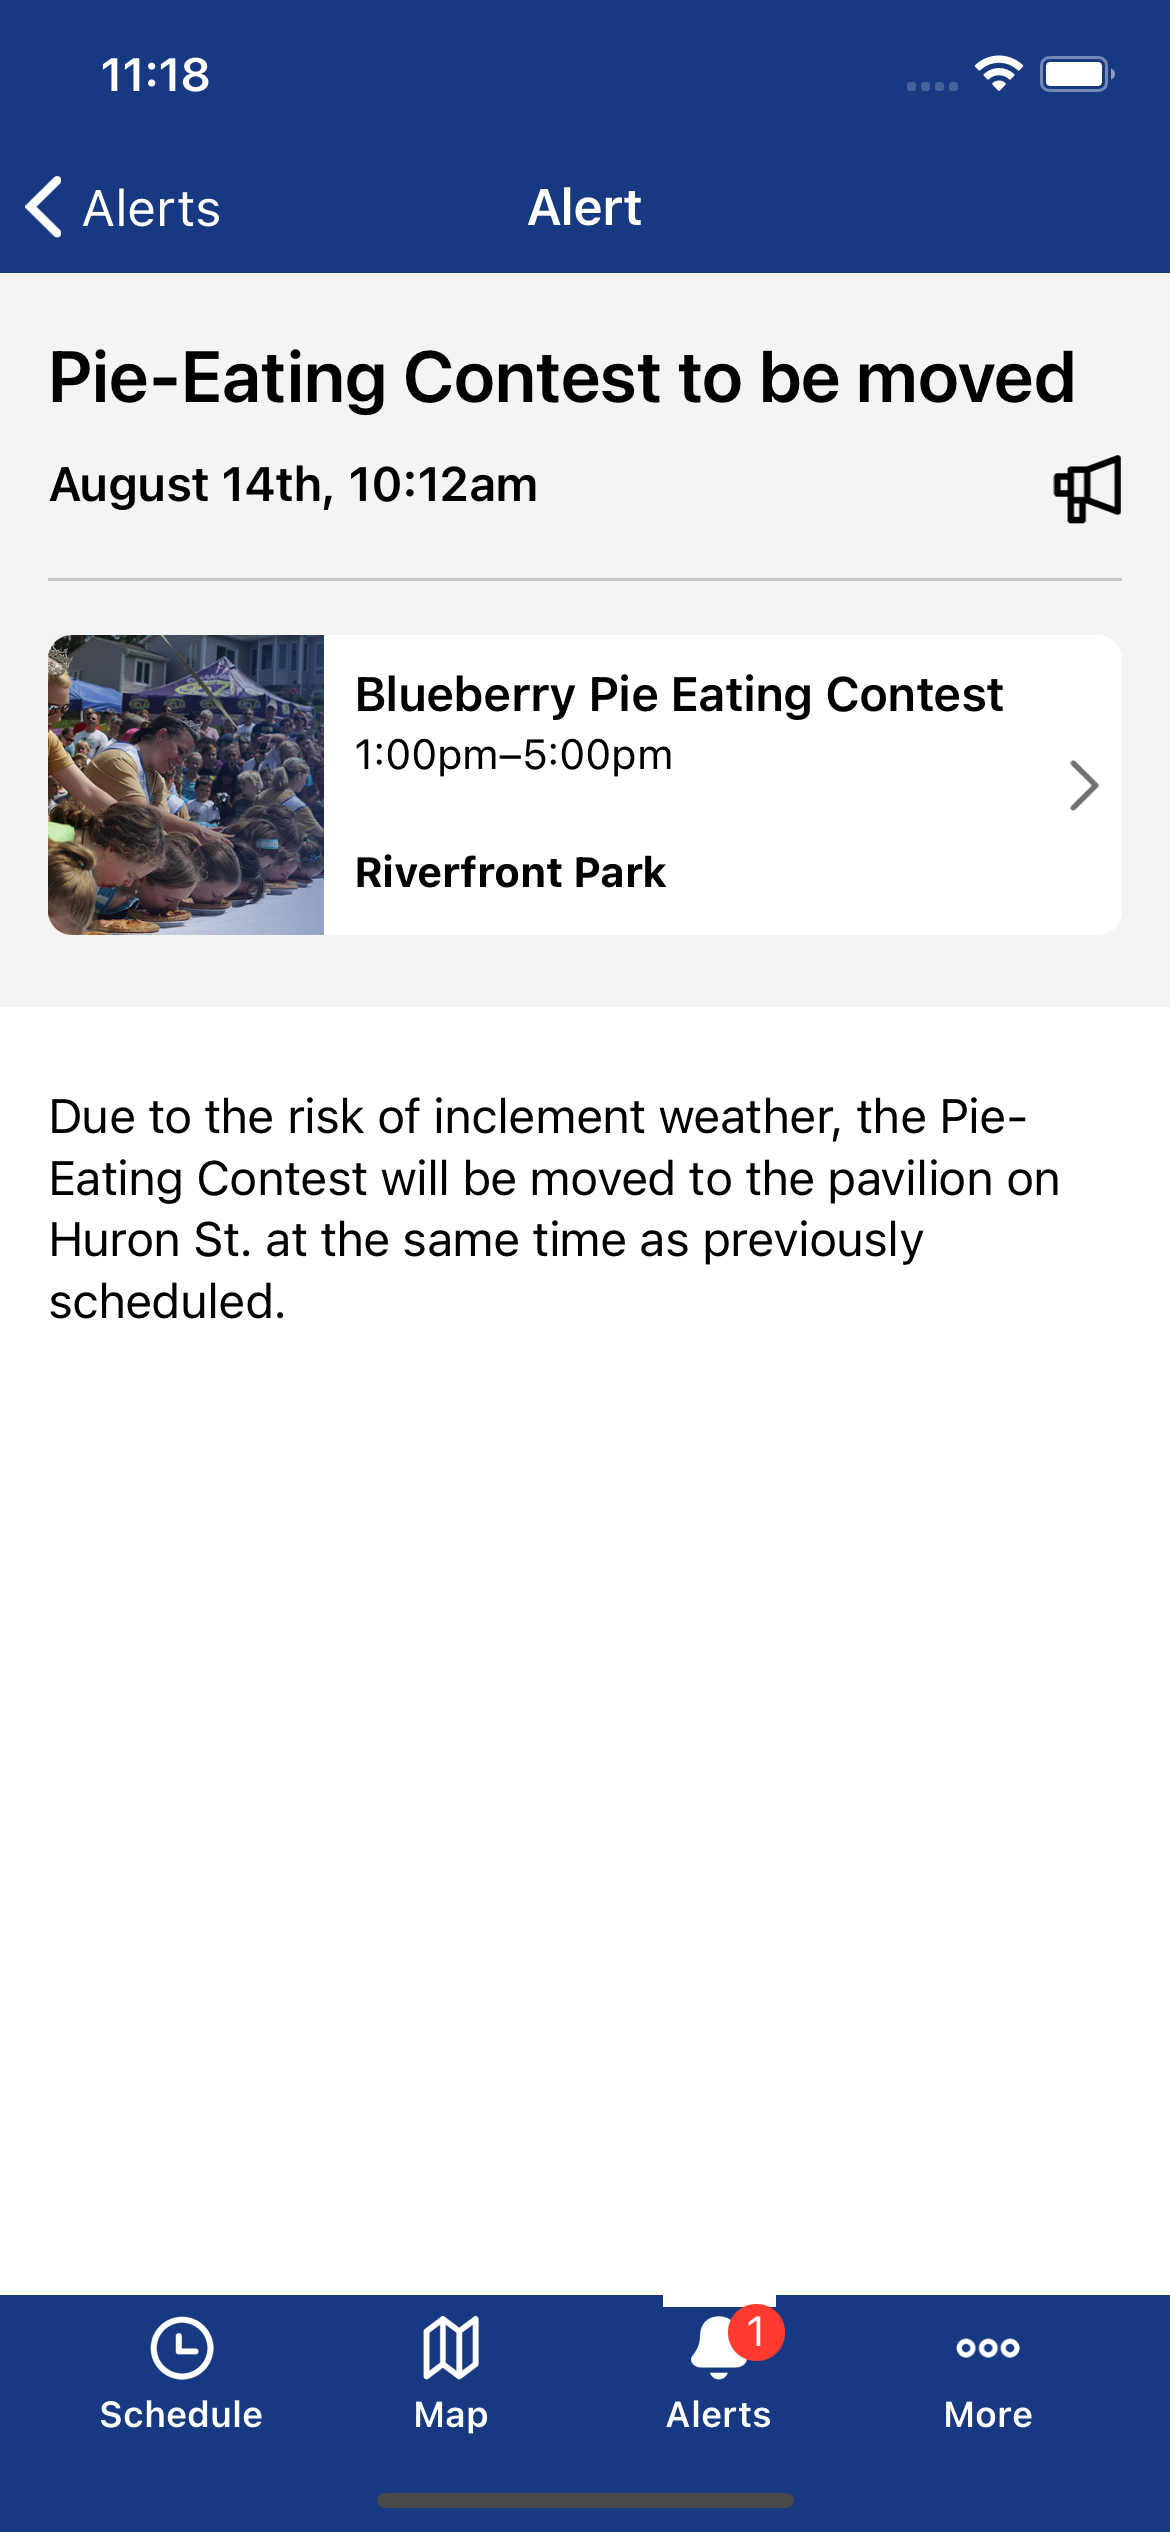 11:18
Alerts
Alert
Pie-Eating Contest to be moved
August 14th, 10:12am
Blueberry Pie Eating Contest
1:00pm–5:00pm
Riverfront Park
Due to the risk of inclement weather, the Pie-
Eating Contest will be moved to the pavilion on
Huron St. at the same time as previously
scheduled.
1
Schedule
Map
Alerts
More